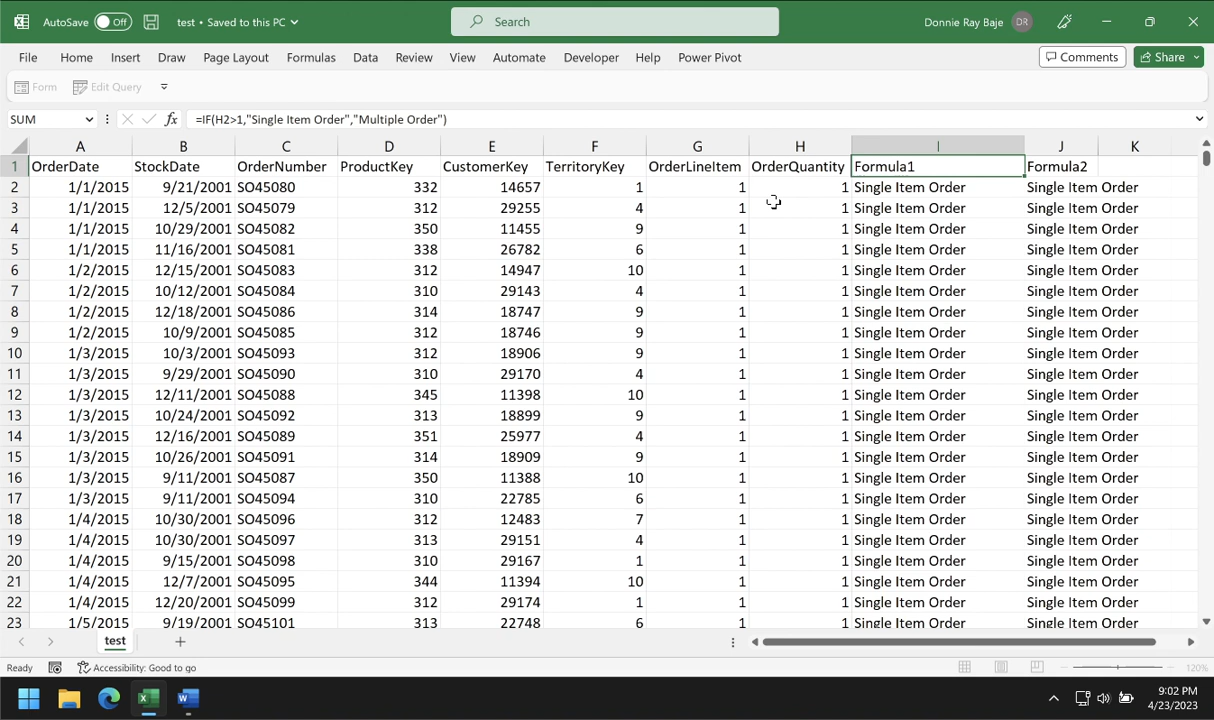 AutoSave Off test • Saved to this PC Search Donnie Ray Baje DR
File Home Insert Draw Page Layout Formulas Data Review View Automate Developer Help Power Pivot Comments Share
Form Edit Query
SUM fx =IF(H2>1,"Single Item Order","Multiple Order")
A B C D E F G H I J K
1 OrderDate StockDate OrderNumber ProductKey CustomerKey TerritoryKey OrderLineItem OrderQuantity Formula1 Formula2
2 1/1/2015 9/21/2001 SO45080 332 14657 1 1 1 Single Item Order Single Item Order
3 1/1/2015 12/5/2001 SO45079 312 29255 4 1 1 Single Item Order Single Item Order
4 1/1/2015 10/29/2001 SO45082 350 11455 9 1 1 Single Item Order Single Item Order
5 1/1/2015 11/16/2001 SO45081 338 26782 6 1 1 Single Item Order Single Item Order
6 1/2/2015 12/15/2001 SO45083 312 14947 10 1 1 Single Item Order Single Item Order
7 1/2/2015 10/12/2001 SO45084 310 29143 4 1 1 Single Item Order Single Item Order
8 1/2/2015 12/18/2001 SO45086 314 18747 9 1 1 Single Item Order Single Item Order
9 1/2/2015 10/9/2001 SO45085 312 18746 9 1 1 Single Item Order Single Item Order
10 1/3/2015 10/3/2001 SO45093 312 18906 9 1 1 Single Item Order Single Item Order
11 1/3/2015 9/29/2001 SO45090 310 29170 4 1 1 Single Item Order Single Item Order
12 1/3/2015 12/11/2001 SO45088 345 11398 10 1 1 Single Item Order Single Item Order
13 1/3/2015 10/24/2001 SO45092 313 18899 9 1 1 Single Item Order Single Item Order
14 1/3/2015 12/16/2001 SO45089 351 25977 4 1 1 Single Item Order Single Item Order
15 1/3/2015 10/26/2001 SO45091 314 18909 9 1 1 Single Item Order Single Item Order
16 1/3/2015 9/11/2001 SO45087 350 11388 10 1 1 Single Item Order Single Item Order
17 1/3/2015 9/11/2001 SO45094 310 22785 6 1 1 Single Item Order Single Item Order
18 1/4/2015 10/30/2001 SO45096 312 12483 7 1 1 Single Item Order Single Item Order
19 1/4/2015 10/30/2001 SO45097 313 29151 4 1 1 Single Item Order Single Item Order
20 1/4/2015 9/15/2001 SO45098 310 29167 1 1 1 Single Item Order Single Item Order
21 1/4/2015 12/7/2001 SO45095 344 11394 10 1 1 Single Item Order Single Item Order
22 1/4/2015 12/20/2001 SO45099 312 29174 1 1 1 Single Item Order Single Item Order
23 1/5/2015 9/19/2001 SO45101 313 22748 6 1 1 Single Item Order Single Item Order
test
Ready Accessibility: Good to go 120%
9:02 PM
4/23/2023